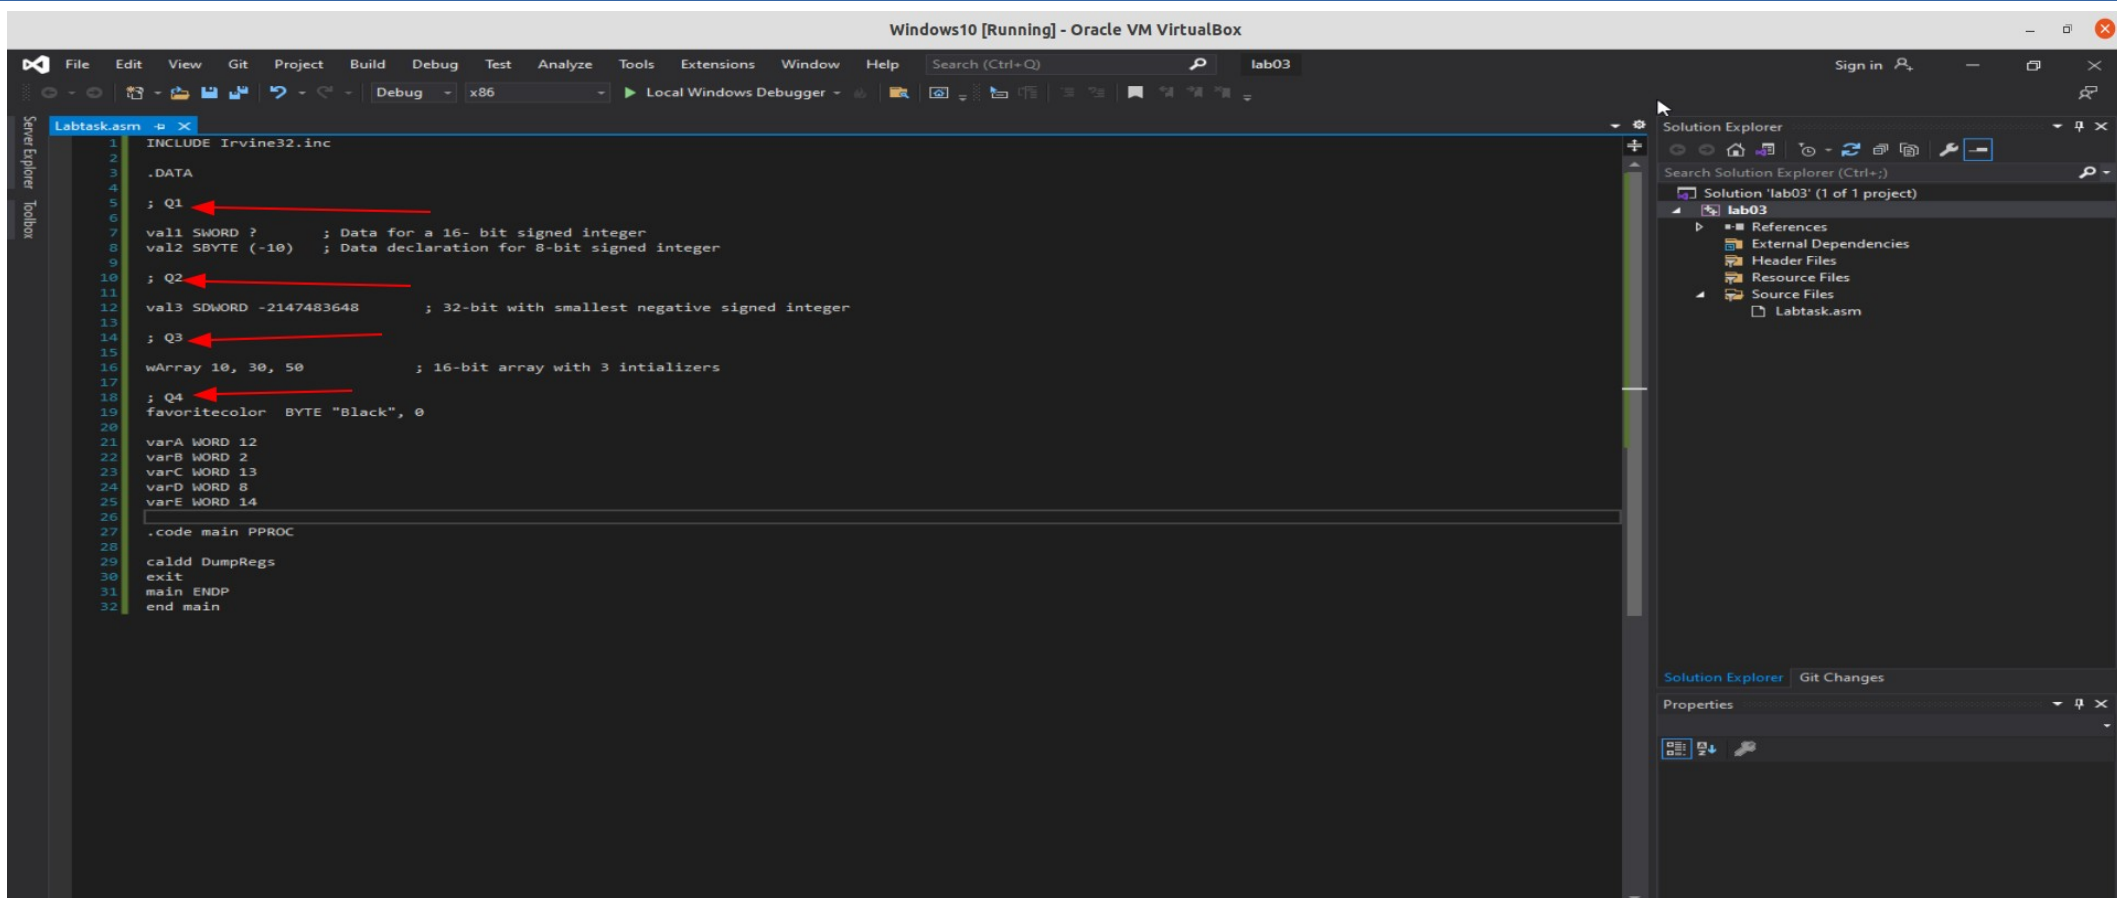 Windows10 [Running] - Oracle VM VirtualBox
File Edit View Git Project Build Debug Test Analyze Tools Extensions Window Help Search (Ctrl+Q) lab03 Sign in
Debug x86 Local Windows Debugger
Server Explorer
Toolbox
Labtask.asm
1 INCLUDE Irvine32.inc
2
3 .DATA
4
5 ; Q1
6
7 val1 SWORD ? ; Data for a 16- bit signed integer
8 val2 SBYTE (-10) ; Data declaration for 8-bit signed integer
9
10 ; Q2
11
12 val3 SDWORD -2147483648 ; 32-bit with smallest negative signed integer
13
14 ; Q3
15
16 wArray 10, 30, 50 ; 16-bit array with 3 intializers
17
18 ; Q4
19 favoritecolor BYTE "Black", 0
20
21 varA WORD 12
22 varB WORD 2
23 varC WORD 13
24 varD WORD 8
25 varE WORD 14
26
27 .code main PPROC
28
29 caldd DumpRegs
30 exit
31 main ENDP
32 end main
Solution Explorer
Search Solution Explorer (Ctrl+;)
Solution 'lab03' (1 of 1 project)
lab03
References
External Dependencies
Header Files
Resource Files
Source Files
Labtask.asm
Solution Explorer Git Changes
Properties